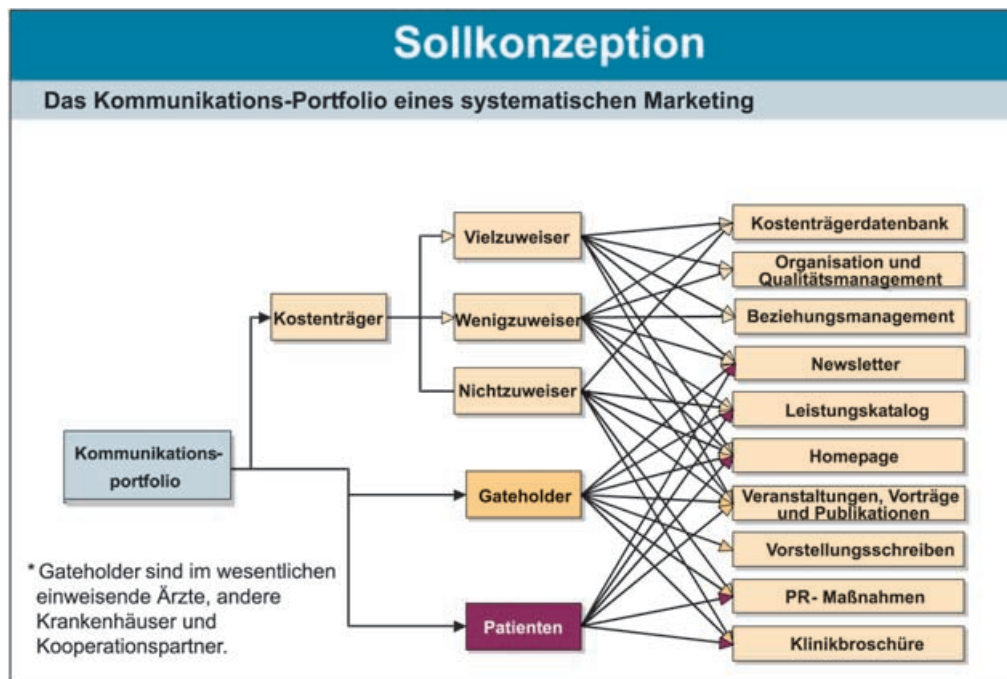 Sollkonzeption
Das Kommunikations-Portfolio eines systematischen Marketing
Kommunikations-
portfolio
Kostenträger
Vielzuweiser
Wenigzuweiser
Nichtzuweiser
Gateholder
Patienten
Kostenträgerdatenbank
Organisation und
Qualitätsmanagement
Beziehungsmanagement
Newsletter
Leistungskatalog
Homepage
Veranstaltungen, Vorträge
und Publikationen
Vorstellungsschreiben
PR- Maßnahmen
Klinikbroschüre
* Gateholder sind im wesentlichen
einweisende Ärzte, andere
Krankenhäuser und
Kooperationspartner.